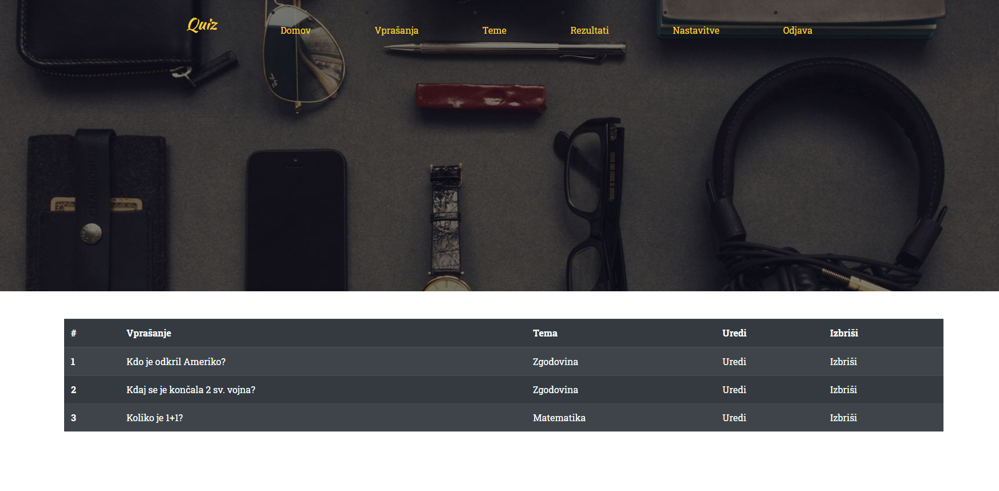 Quiz
Domov Vprašanja Teme Rezultati Nastavitve Odjava
# Vprašanje Tema Uredi Izbriši
1 Kdo je odkril Ameriko? Zgodovina Uredi Izbriši
2 Kdaj se je končala 2 sv. vojna? Zgodovina Uredi Izbriši
3 Koliko je 1+1? Matematika Uredi Izbriši